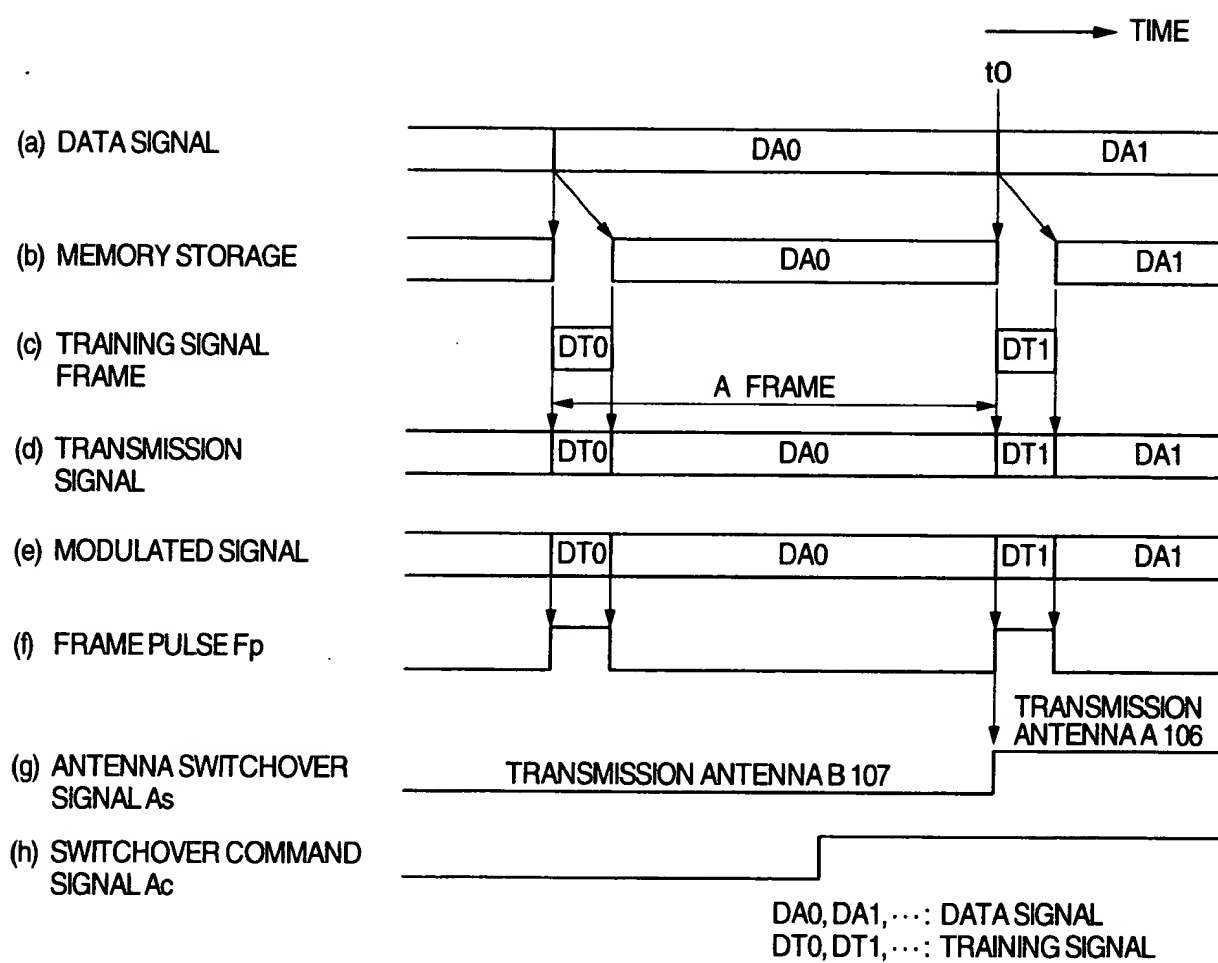 TIME
t0
(a) DATA SIGNAL
DA0
DA1
(b) MEMORY STORAGE
DA0
DA1
(c) TRAINING SIGNAL
FRAME
DT0
DT1
A FRAME
(d) TRANSMISSION
SIGNAL
DT0
DA0
DT1
DA1
(e) MODULATED SIGNAL
DT0
DA0
DT1
DA1
(f) FRAME PULSE Fp
TRANSMISSION
ANTENNA A 106
(g) ANTENNA SWITCHOVER
SIGNAL As
TRANSMISSION ANTENNA B 107
(h) SWITCHOVER COMMAND
SIGNAL Ac
DA0, DA1, ···: DATA SIGNAL
DT0, DT1, ···: TRAINING SIGNAL